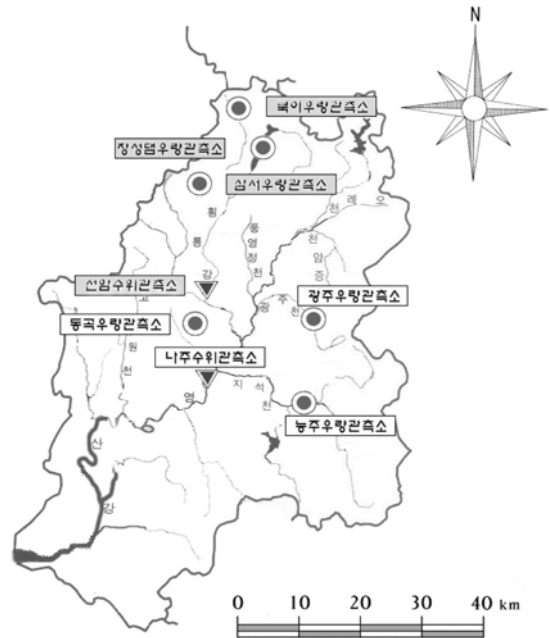 N
북이우량관측소
장성댐우량관측소
삼서우량관측소
황
룡
강
풍
영
정
천
오
례
천
증
암
천
선암수위관측소
광주우량관측소
광
주
천
동곡우량관측소
고
원
천
나주수위관측소
지
석
천
영
산
강
능주우량관측소
0 10 20 30 40 km